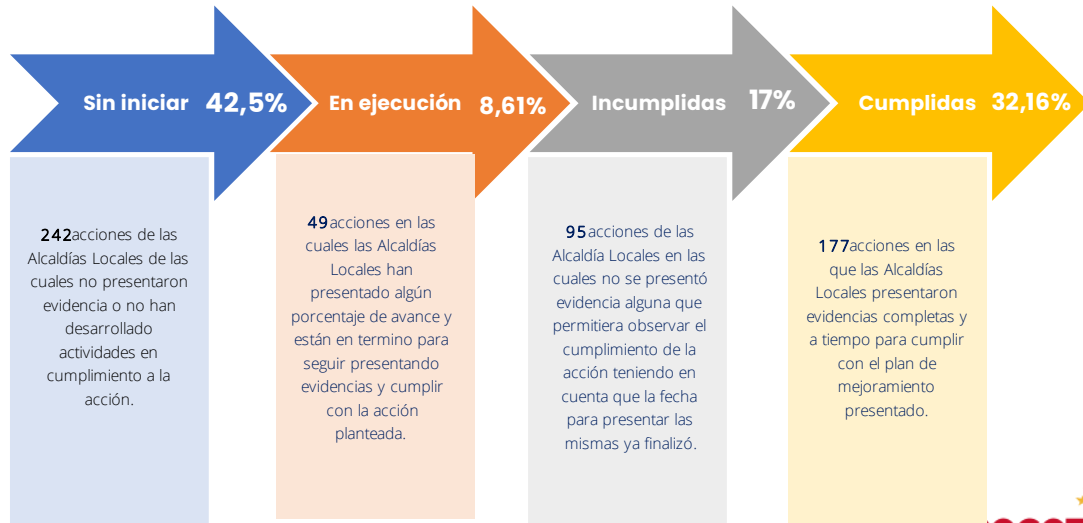 Sin iniciar 42,5%
En ejecución 8,61%
Incumplidas 17%
Cumplidas 32,16%
242acciones de las
Alcaldías Locales de las
cuales no presentaron
evidencia o no han
desarrollado
actividades en
cumplimiento a la
acción.
49acciones en las
cuales las Alcaldías
Locales han
presentado algún
porcentaje de avance y
están en termino para
seguir presentando
evidencias y cumplir
con la acción
planteada.
95acciones de las
Alcaldía Locales en las
cuales no se presentó
evidencia alguna que
permitiera observar el
cumplimiento de la
acción teniendo en
cuenta que la fecha
para presentar las
mismas ya finalizó.
177acciones en las
que las Alcaldías
Locales presentaron
evidencias completas y
a tiempo para cumplir
con el plan de
mejoramiento
presentado.